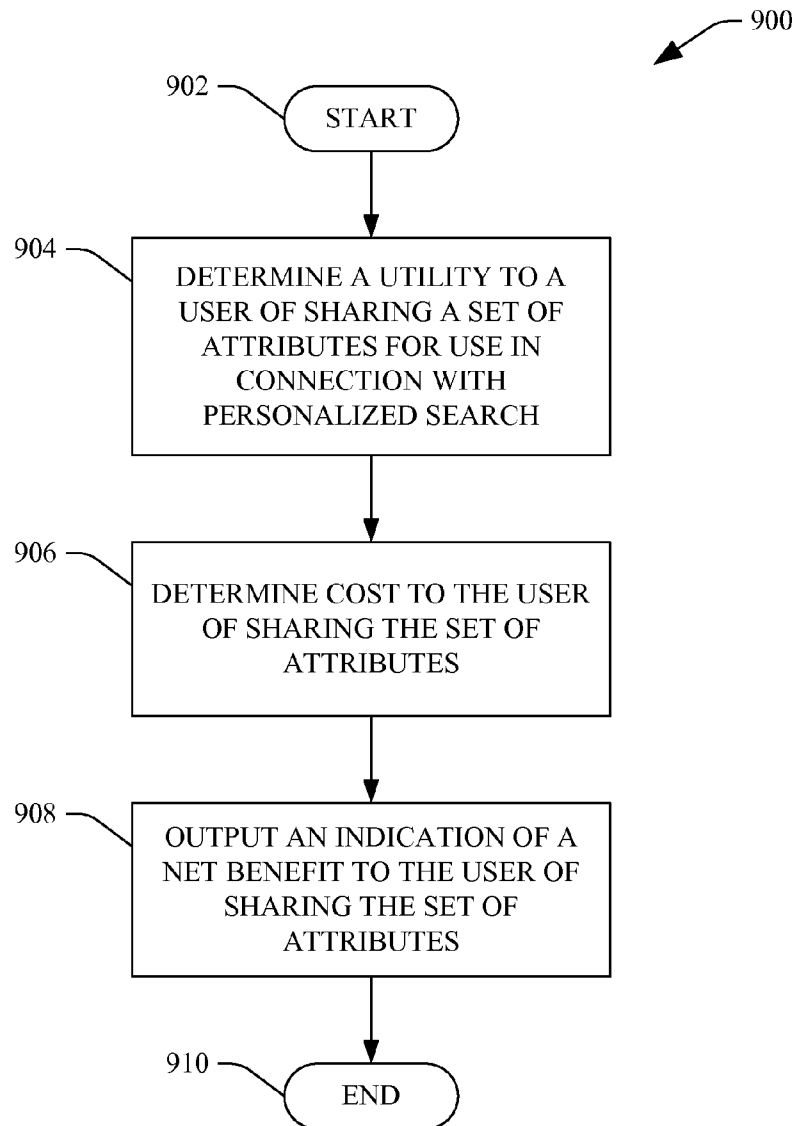 900
902
START
904
DETERMINE A UTILITY TO A
USER OF SHARING A SET OF
ATTRIBUTES FOR USE IN
CONNECTION WITH
PERSONALIZED SEARCH
906
DETERMINE COST TO THE USER
OF SHARING THE SET OF
ATTRIBUTES
908
OUTPUT AN INDICATION OF A
NET BENEFIT TO THE USER OF
SHARING THE SET OF
ATTRIBUTES
910
END